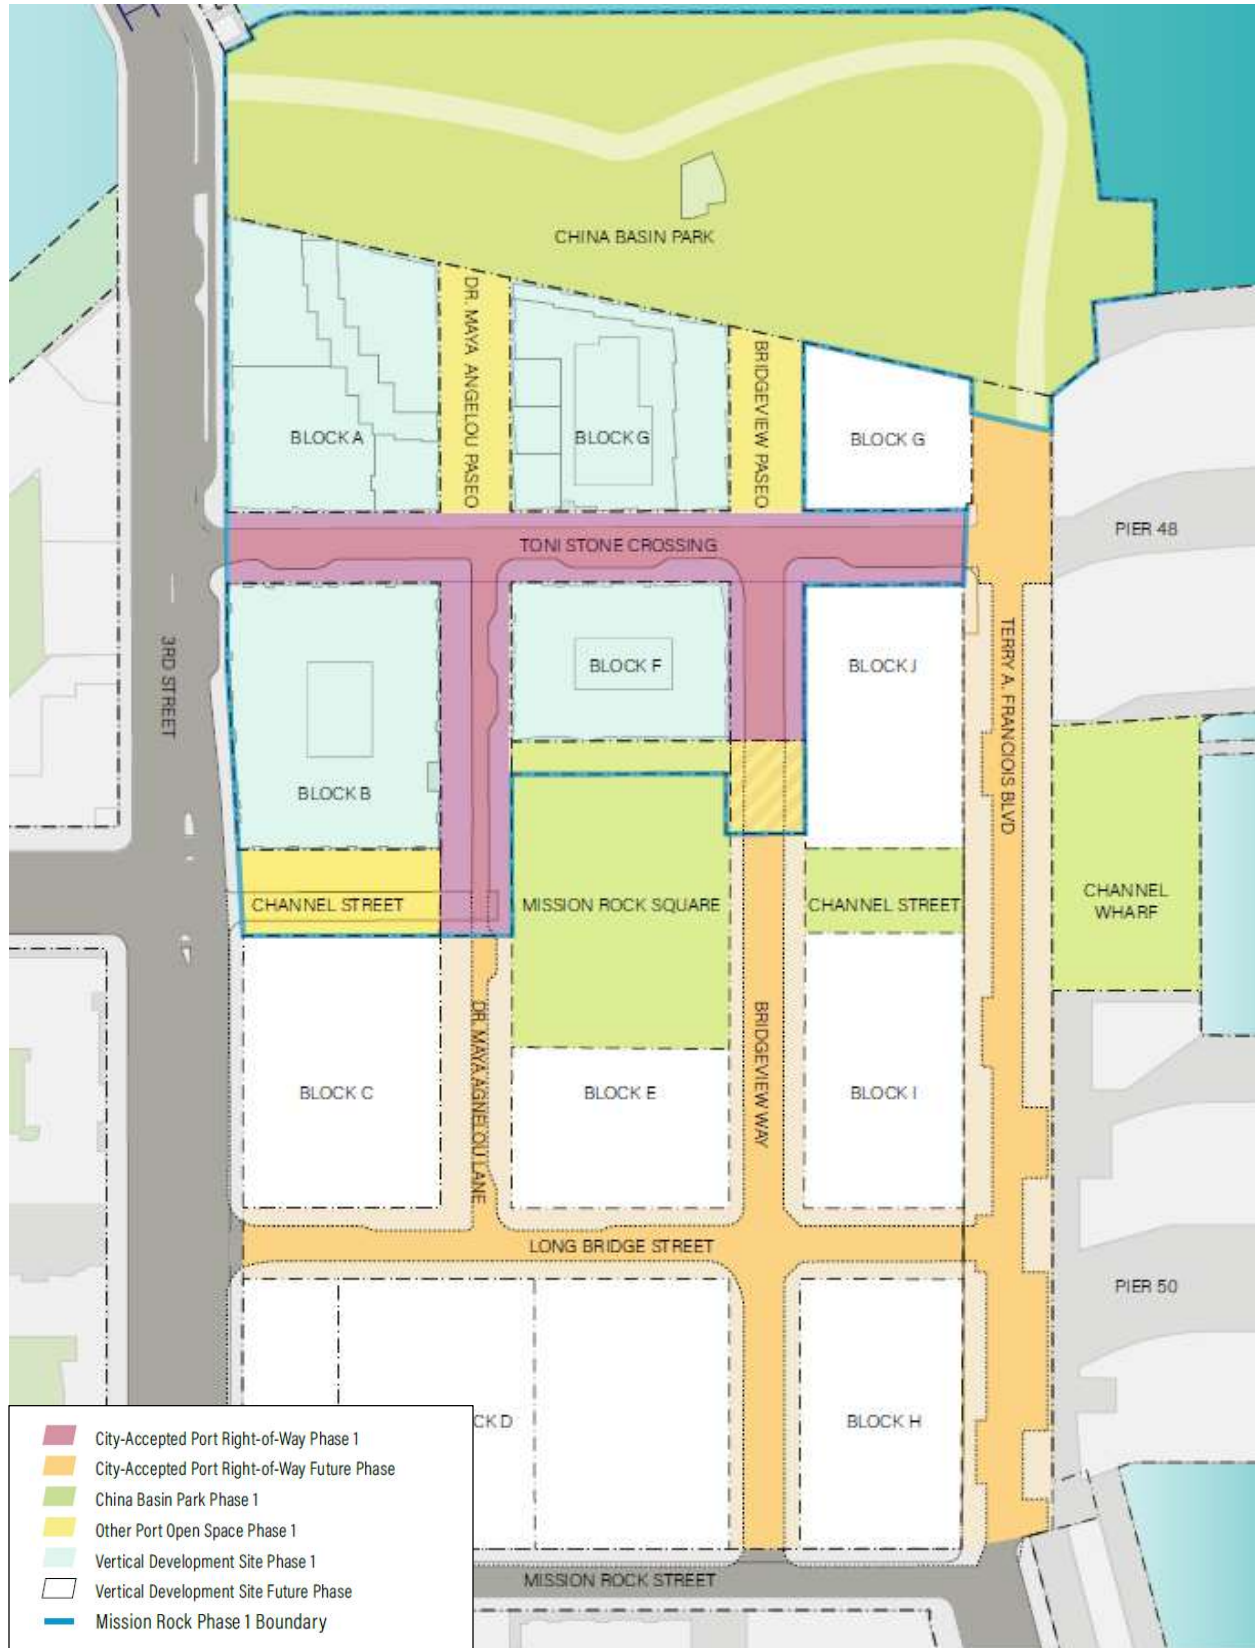 CHINA BASIN PARK
DR. MAYA ANGELOU PASEO
BRIDGEVIEW PASEO
BLOCK A
BLOCK G
BLOCK G
PIER 48
TONI STONE CROSSING
3RD STREET
BLOCK F
BLOCK J
TERRY A. FRANCIOIS BLVD
BLOCK B
CHANNEL STREET
MISSION ROCK SQUARE
CHANNEL STREET
CHANNEL
WHARF
DR. MAYA AGNELOU LANE
BRIDGEVIEW WAY
BLOCK C
BLOCK E
BLOCK I
LONG BRIDGE STREET
PIER 50
CK D
BLOCK H
MISSION ROCK STREET
City-Accepted Port Right-of-Way Phase 1
City-Accepted Port Right-of-Way Future Phase
China Basin Park Phase 1
Other Port Open Space Phase 1
Vertical Development Site Phase 1
Vertical Development Site Future Phase
Mission Rock Phase 1 Boundary